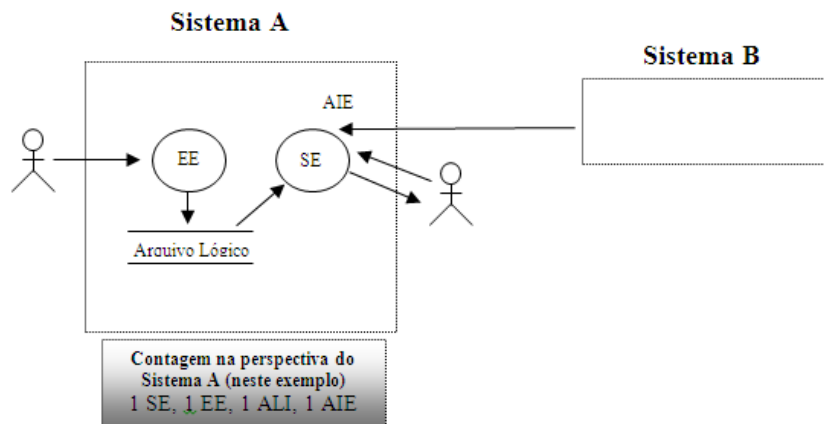 Sistema A
Sistema B
AIE
EE
SE
Arquivo Lógico
Contagem na perspectiva do
Sistema A (neste exemplo)
1 SE, 1 EE, 1 ALI, 1 AIE